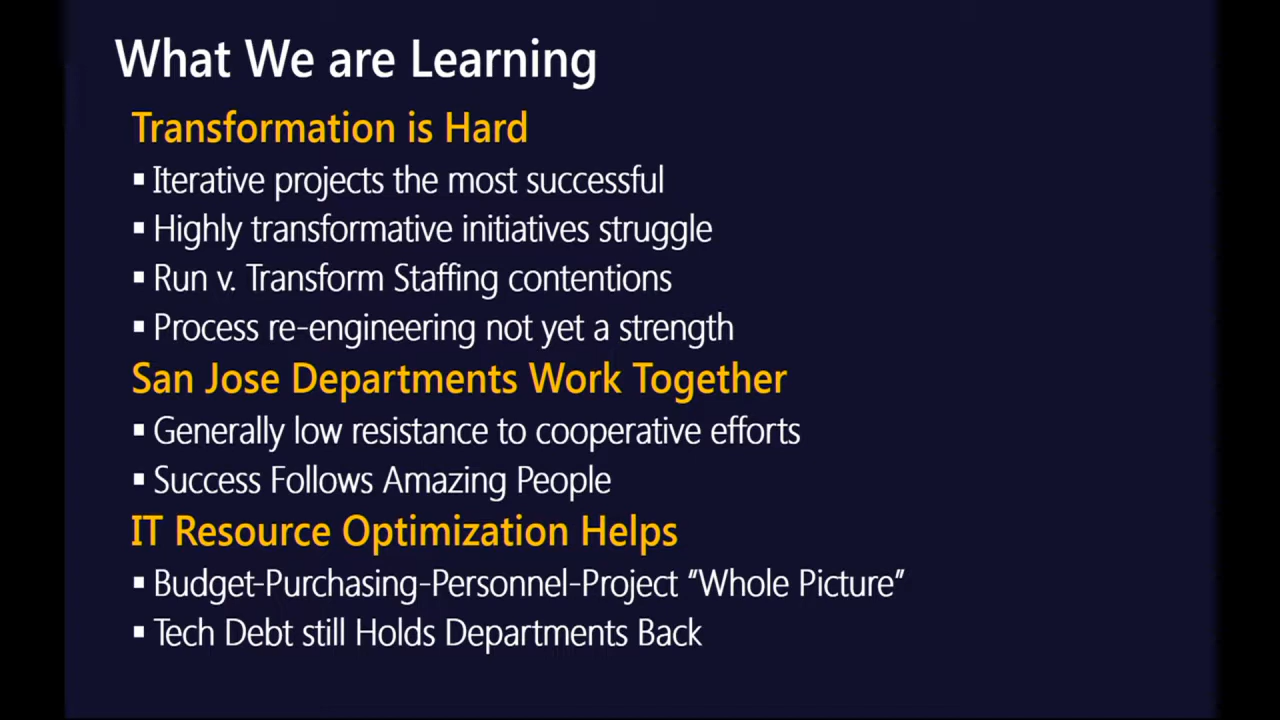 What We are Learning
Transformation is Hard
▪ Iterative projects the most successful
▪ Highly transformative initiatives struggle
▪ Run v. Transform Staffing contentions
▪ Process re-engineering not yet a strength
San Jose Departments Work Together
▪ Generally low resistance to cooperative efforts
▪ Success Follows Amazing People
IT Resource Optimization Helps
▪ Budget-Purchasing-Personnel-Project “Whole Picture”
▪ Tech Debt still Holds Departments Back